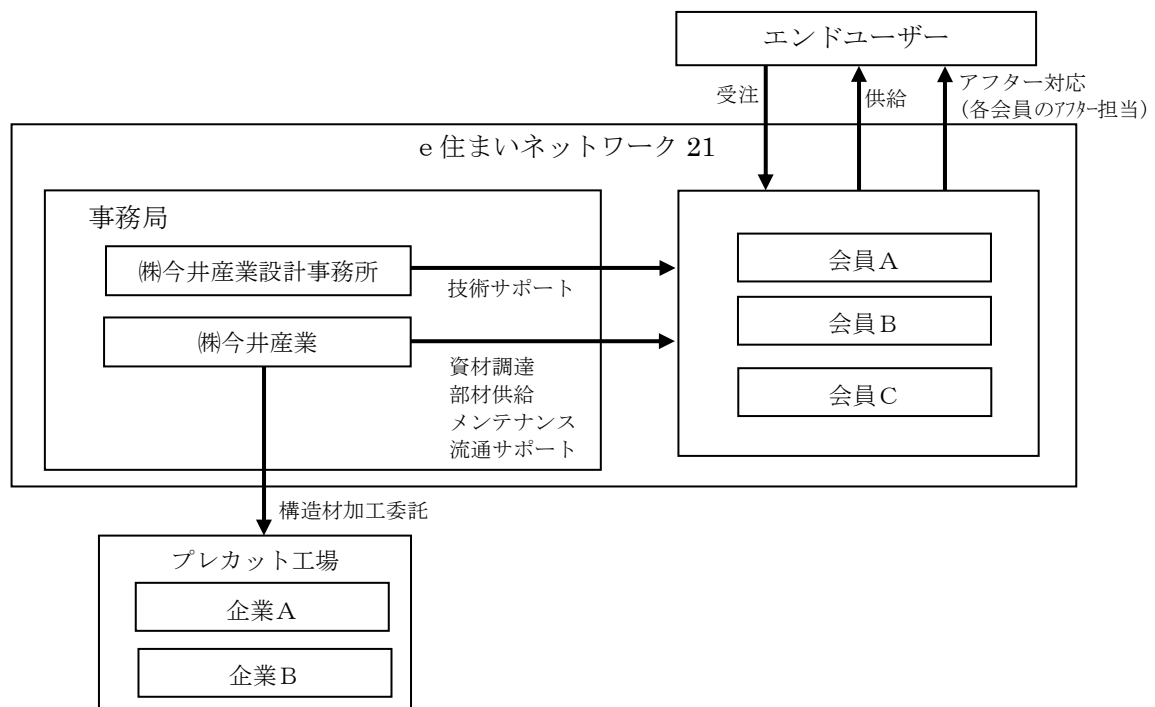 エンドユーザー
受注
供給
アフター対応
(各会員のｱﾌﾀｰ担当)
e 住まいネットワーク 21
事務局
㈱今井産業設計事務所
技術サポート
㈱今井産業
資材調達
部材供給
メンテナンス
流通サポート
会員A
会員B
会員C
構造材加工委託
プレカット工場
企業A
企業B